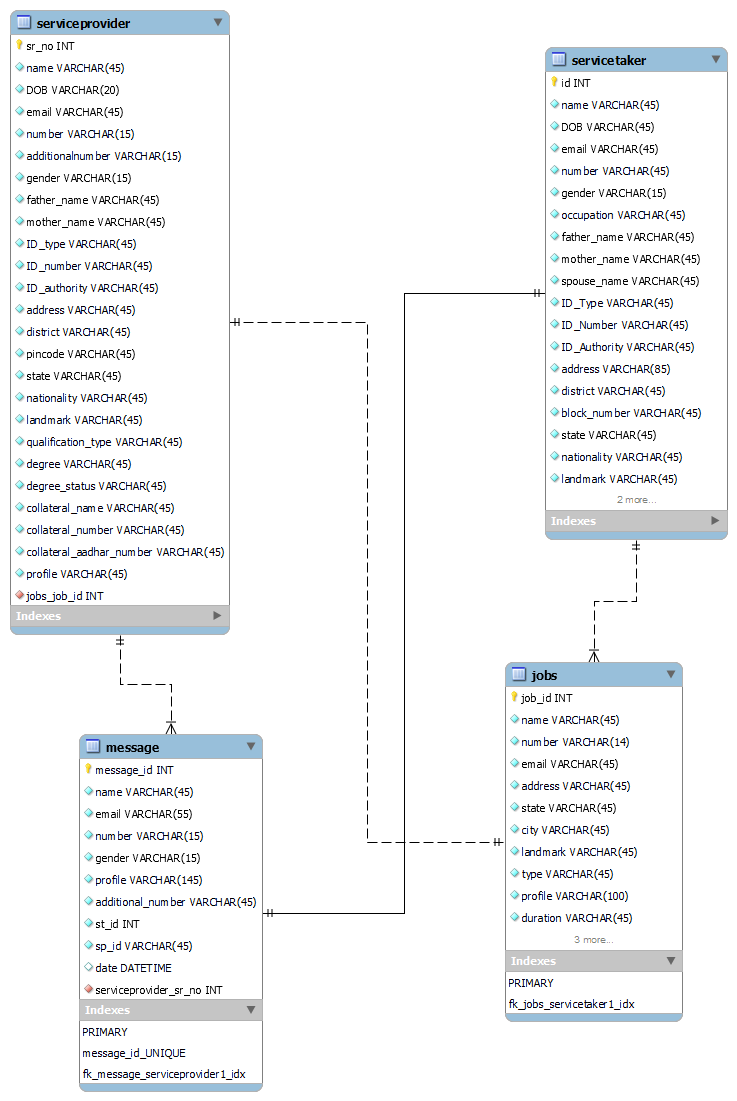 serviceprovider
sr_no INT
name VARCHAR(45)
DOB VARCHAR(20)
email VARCHAR(45)
number VARCHAR(15)
additionalnumber VARCHAR(15)
gender VARCHAR(15)
father_name VARCHAR(45)
mother_name VARCHAR(45)
ID_type VARCHAR(45)
ID_number VARCHAR(45)
ID_authority VARCHAR(45)
address VARCHAR(45)
district VARCHAR(45)
pincode VARCHAR(45)
state VARCHAR(45)
nationality VARCHAR(45)
landmark VARCHAR(45)
qualification_type VARCHAR(45)
degree VARCHAR(45)
degree_status VARCHAR(45)
collateral_name VARCHAR(45)
collateral_number VARCHAR(45)
collateral_aadhar_number VARCHAR(45)
profile VARCHAR(45)
jobs_job_id INT
Indexes
servicetaker
id INT
name VARCHAR(45)
DOB VARCHAR(45)
email VARCHAR(45)
number VARCHAR(45)
gender VARCHAR(15)
occupation VARCHAR(45)
father_name VARCHAR(45)
mother_name VARCHAR(45)
spouse_name VARCHAR(45)
ID_Type VARCHAR(45)
ID_Number VARCHAR(45)
ID_Authority VARCHAR(45)
address VARCHAR(85)
district VARCHAR(45)
block_number VARCHAR(45)
state VARCHAR(45)
nationality VARCHAR(45)
landmark VARCHAR(45)
2 more...
Indexes
message
message_id INT
name VARCHAR(45)
email VARCHAR(55)
number VARCHAR(15)
gender VARCHAR(15)
profile VARCHAR(145)
additional_number VARCHAR(45)
st_id INT
sp_id VARCHAR(45)
date DATETIME
serviceprovider_sr_no INT
Indexes
PRIMARY
message_id_UNIQUE
fk_message_serviceprovider1_idx
jobs
job_id INT
name VARCHAR(45)
number VARCHAR(14)
email VARCHAR(45)
address VARCHAR(45)
state VARCHAR(45)
city VARCHAR(45)
landmark VARCHAR(45)
type VARCHAR(45)
profile VARCHAR(100)
duration VARCHAR(45)
3 more...
Indexes
PRIMARY
fk_jobs_servicetaker1_idx